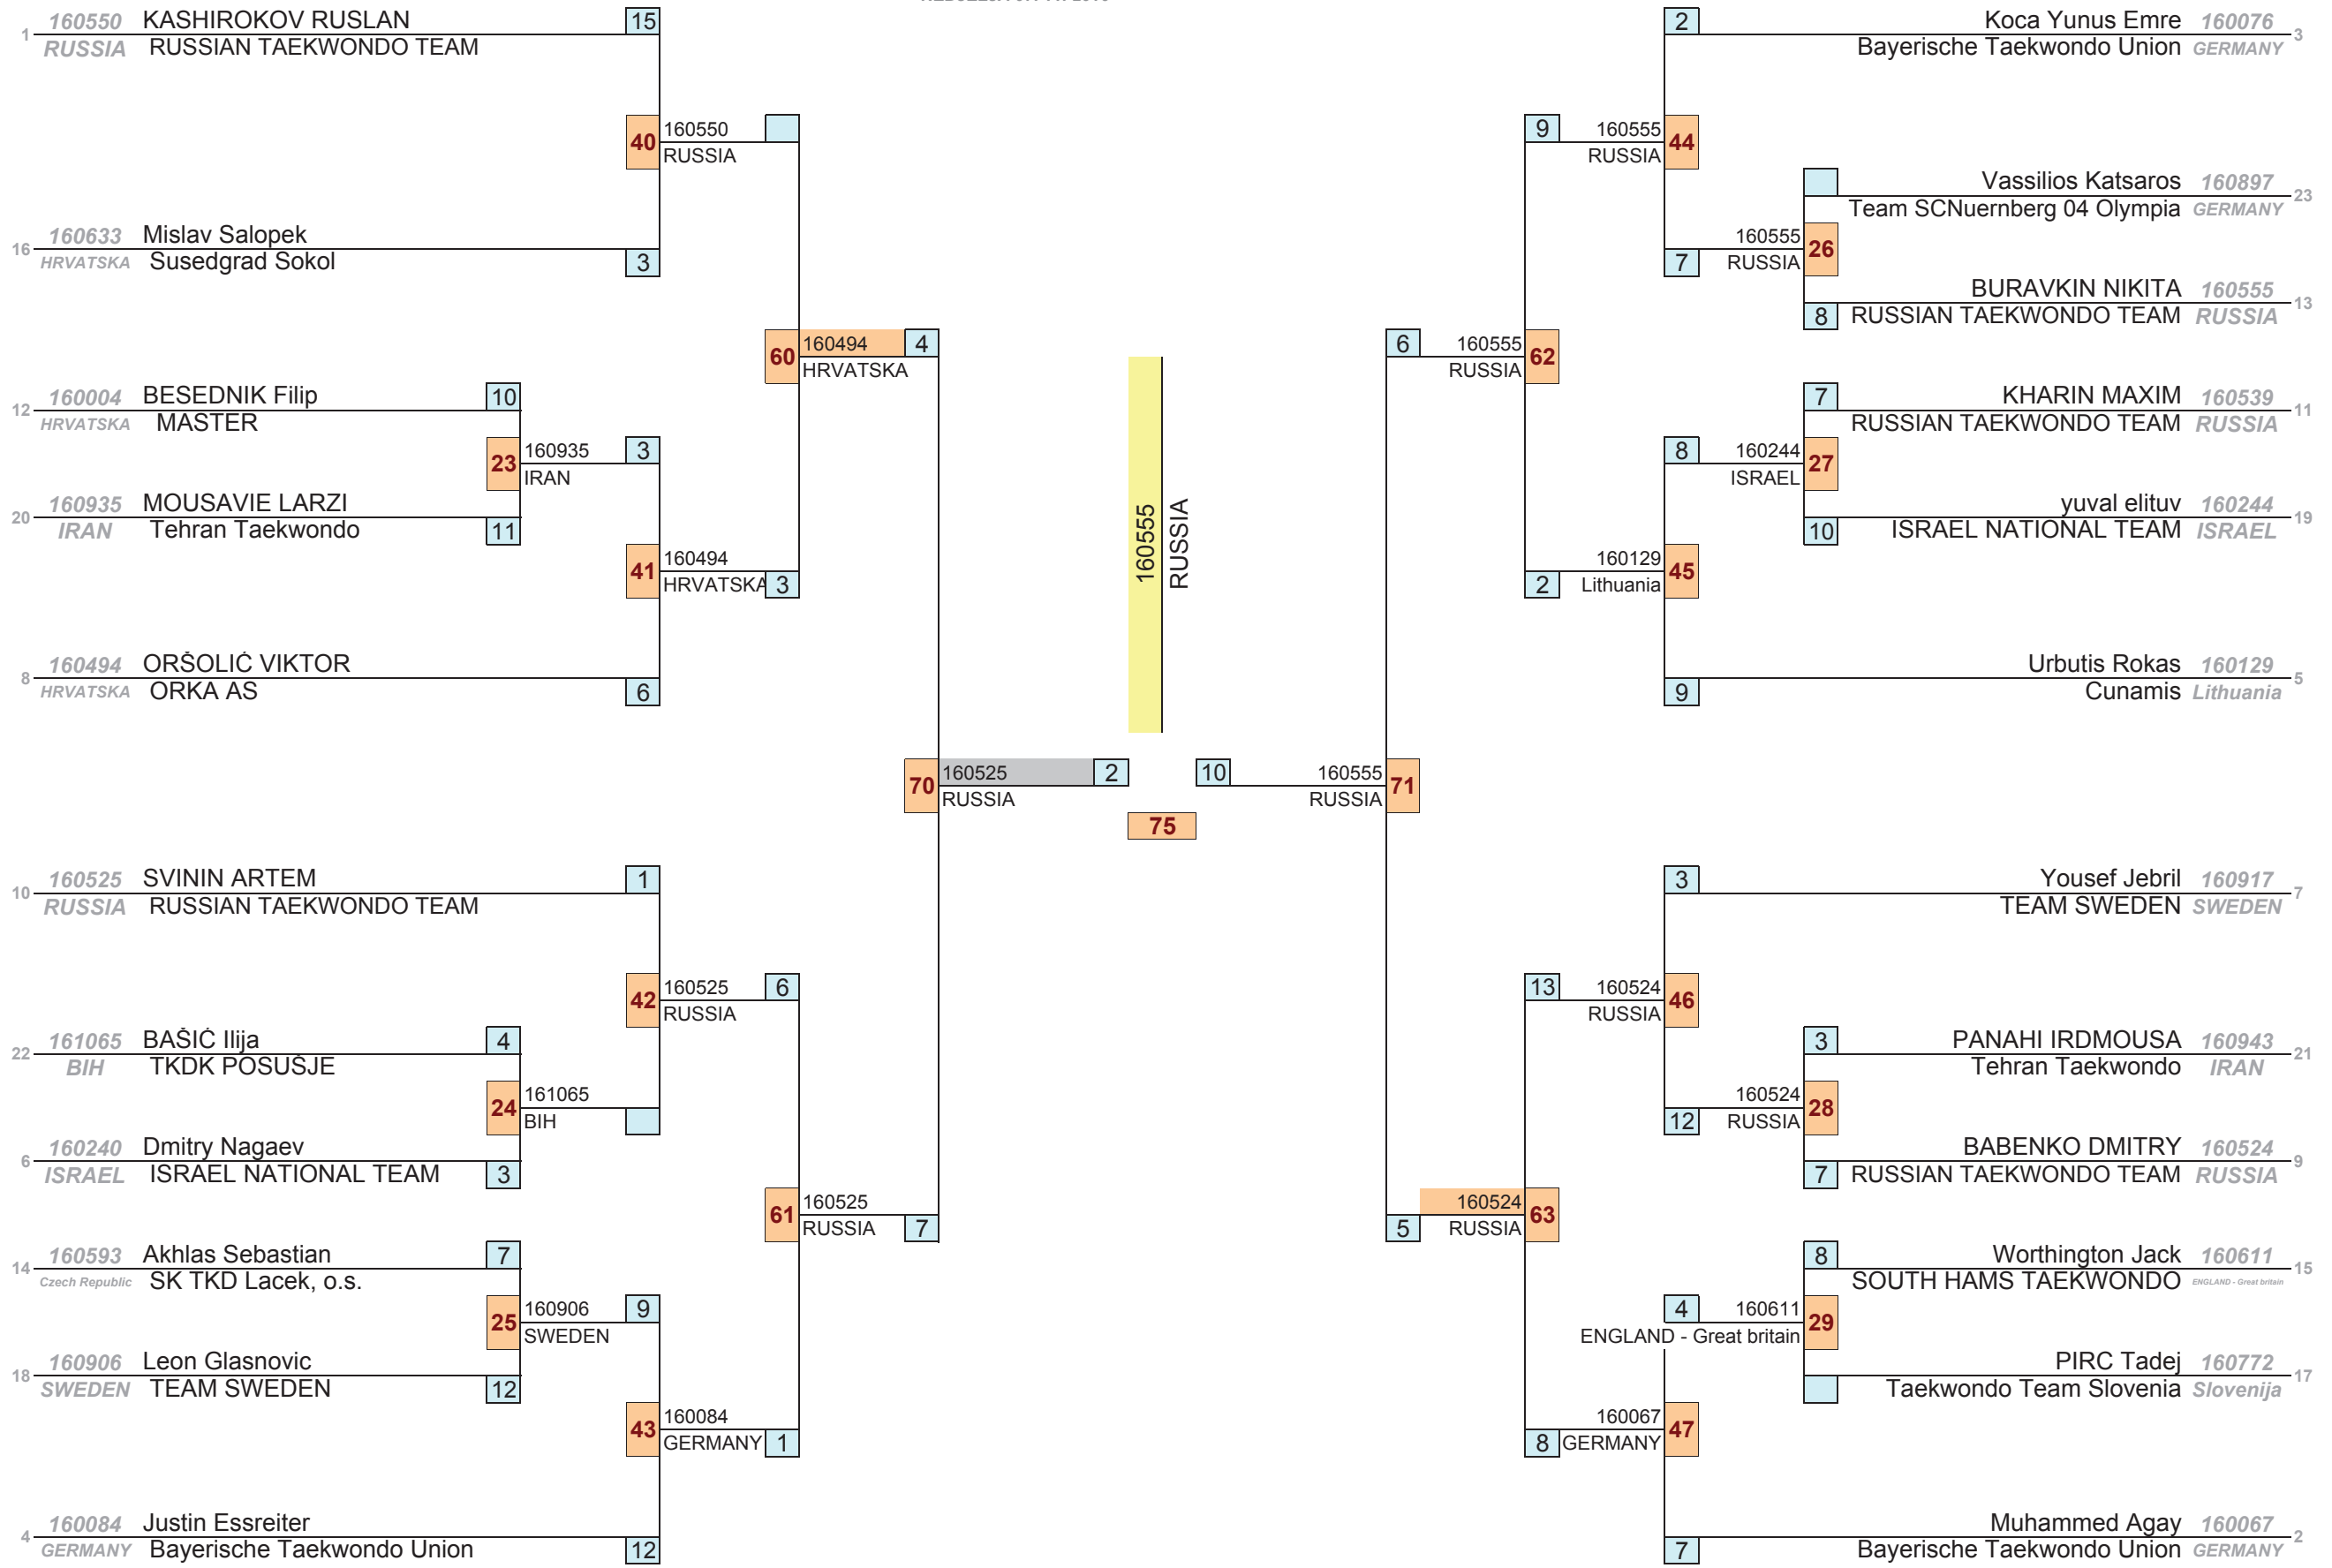 1 160550 KASHIROKOV RUSLAN 15
RUSSIA RUSSIAN TAEKWONDO TEAM
40 160550
RUSSIA
16 160633 Mislav Salopek
HRVATSKA Susedgrad Sokol 3
60 160494 4
HRVATSKA
12 160004 BESEDNIK Filip 10
HRVATSKA MASTER
23 160935 3
IRAN
20 160935 MOUSAVIE LARZI
IRAN Tehran Taekwondo 11
41 160494
HRVATSKA 3
8 160494 ORŠOLIĆ VIKTOR
HRVATSKA ORKA AS 6
70 160525 2
RUSSIA
10 160525 SVININ ARTEM 1
RUSSIA RUSSIAN TAEKWONDO TEAM
42 160525 6
RUSSIA
22 161065 BAŠIĆ Ilija 4
BIH TKDK POSUŠJE
24 161065
BIH
6 160240 Dmitry Nagaev
ISRAEL ISRAEL NATIONAL TEAM 3
61 160525
RUSSIA 7
14 160593 Akhlas Sebastian 7
Czech Republic SK TKD Lacek, o.s.
25 160906 9
SWEDEN
18 160906 Leon Glasnovic
SWEDEN TEAM SWEDEN 12
43 160084
GERMANY 1
4 160084 Justin Essreiter
GERMANY Bayerische Taekwondo Union 12
160555
RUSSIA
75
2 Koca Yunus Emre 160076 3
Bayerische Taekwondo Union GERMANY
9 160555 44
RUSSIA
Vassilios Katsaros 160897 23
Team SCNuernberg 04 Olympia GERMANY
160555 26
7 RUSSIA
BURAVKIN NIKITA 160555 13
8 RUSSIAN TAEKWONDO TEAM RUSSIA
6 160555 62
RUSSIA
7 KHARIN MAXIM 160539 11
RUSSIAN TAEKWONDO TEAM RUSSIA
8 160244 27
ISRAEL
yuval elituv 160244 19
10 ISRAEL NATIONAL TEAM ISRAEL
160129 45
2 Lithuania
Urbutis Rokas 160129 5
9 Cunamis Lithuania
10 160555 71
RUSSIA
3 Yousef Jebril 160917 7
TEAM SWEDEN SWEDEN
13 160524 46
RUSSIA
3 PANAHI IRDMOUSA 160943 21
Tehran Taekwondo IRAN
160524 28
12 RUSSIA
BABENKO DMITRY 160524 9
7 RUSSIAN TAEKWONDO TEAM RUSSIA
160524 63
5 RUSSIA
8 Worthington Jack 160611 15
SOUTH HAMS TAEKWONDO ENGLAND - Great britain
4 160611 29
ENGLAND - Great britain
PIRC Tadej 160772 17
Taekwondo Team Slovenia Slovenija
160067 47
8 GERMANY
Muhammed Agay 160067 2
7 Bayerische Taekwondo Union GERMANY